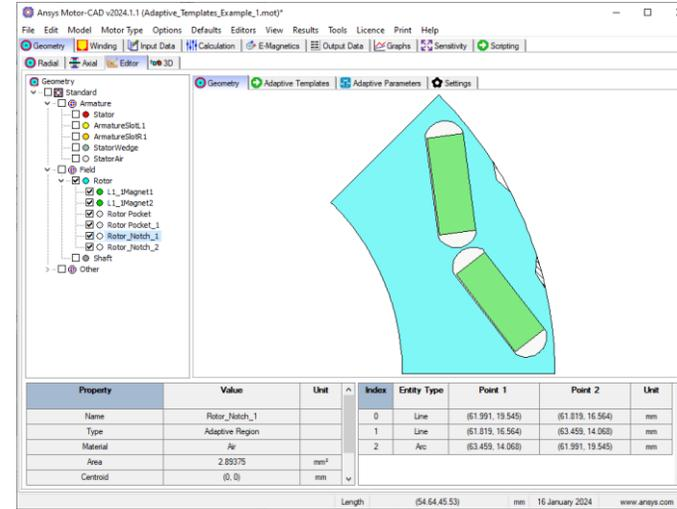 Ansys Motor-CAD v2024.1.1 (Adaptive_Templates_Example_1.mot)*
File Edit Model Motor Type Options Defaults Editors View Results Tools Licence Print Help
Geometry Winding Input Data Calculation E-Magnetics Output Data Graphs Sensitivity Scripting
Radial Axial Editor 3D
Geometry
Standard
Armature
Stator
ArmatureSlotL1
ArmatureSlotR1
StatorWedge
StatorAir
Field
Rotor
L1_1Magnet1
L1_1Magnet2
Rotor Pocket
Rotor Pocket_1
Rotor_Notch_1
Rotor_Notch_2
Shaft
Other
Geometry Adaptive Templates Adaptive Parameters Settings
Property Value Unit
Name Rotor_Notch_1
Type Adaptive Region
Material Air
Area 2.89375 mm²
Centroid (0, 0) mm
Index Entity Type Point 1 Point 2 Unit
0 Line (61.991, 19.545) (61.819, 16.564) mm
1 Line (61.819, 16.564) (63.459, 14.068) mm
2 Arc (63.459, 14.068) (61.991, 19.545) mm
Length (54.64,45.53) mm 16 January 2024 www.ansys.com